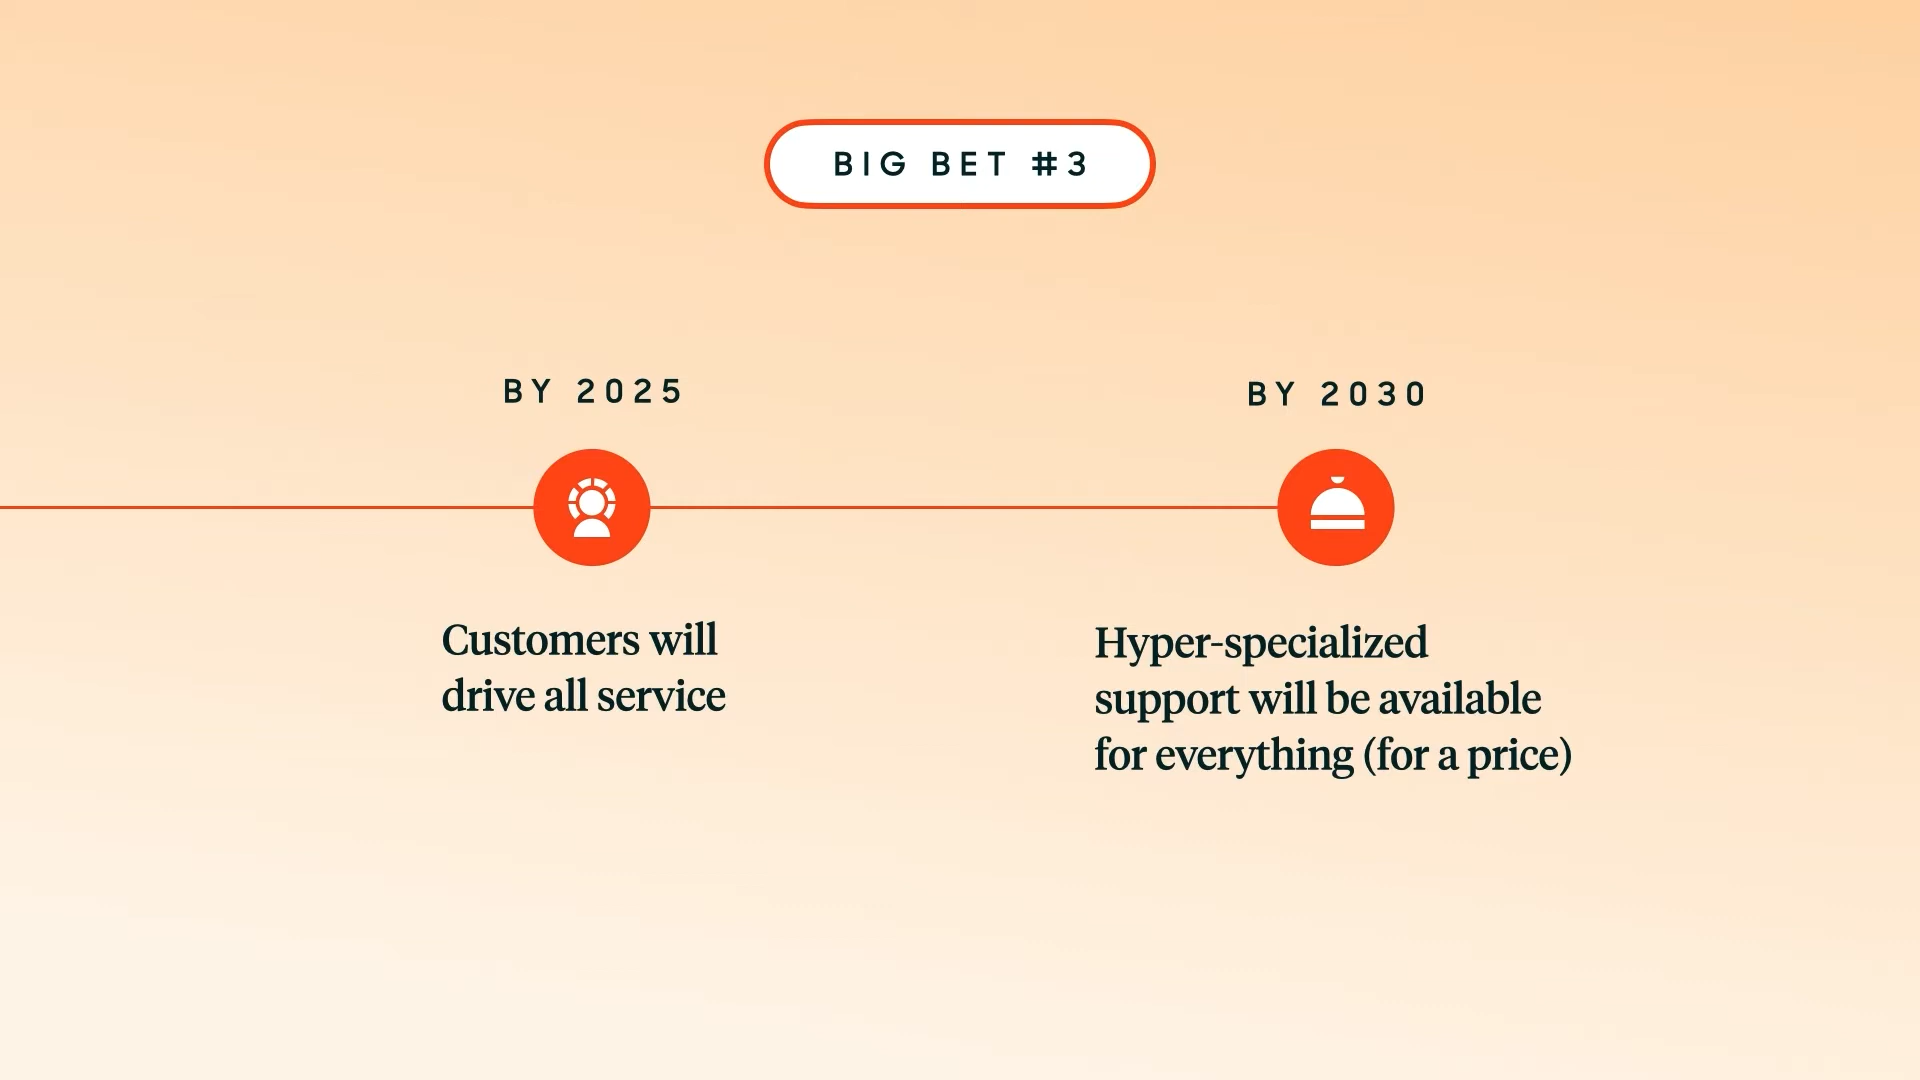 BIG BET #3
BY 2025
Customers will
drive all service
BY 2030
Hyper-specialized
support will be available
for everything (for a price)